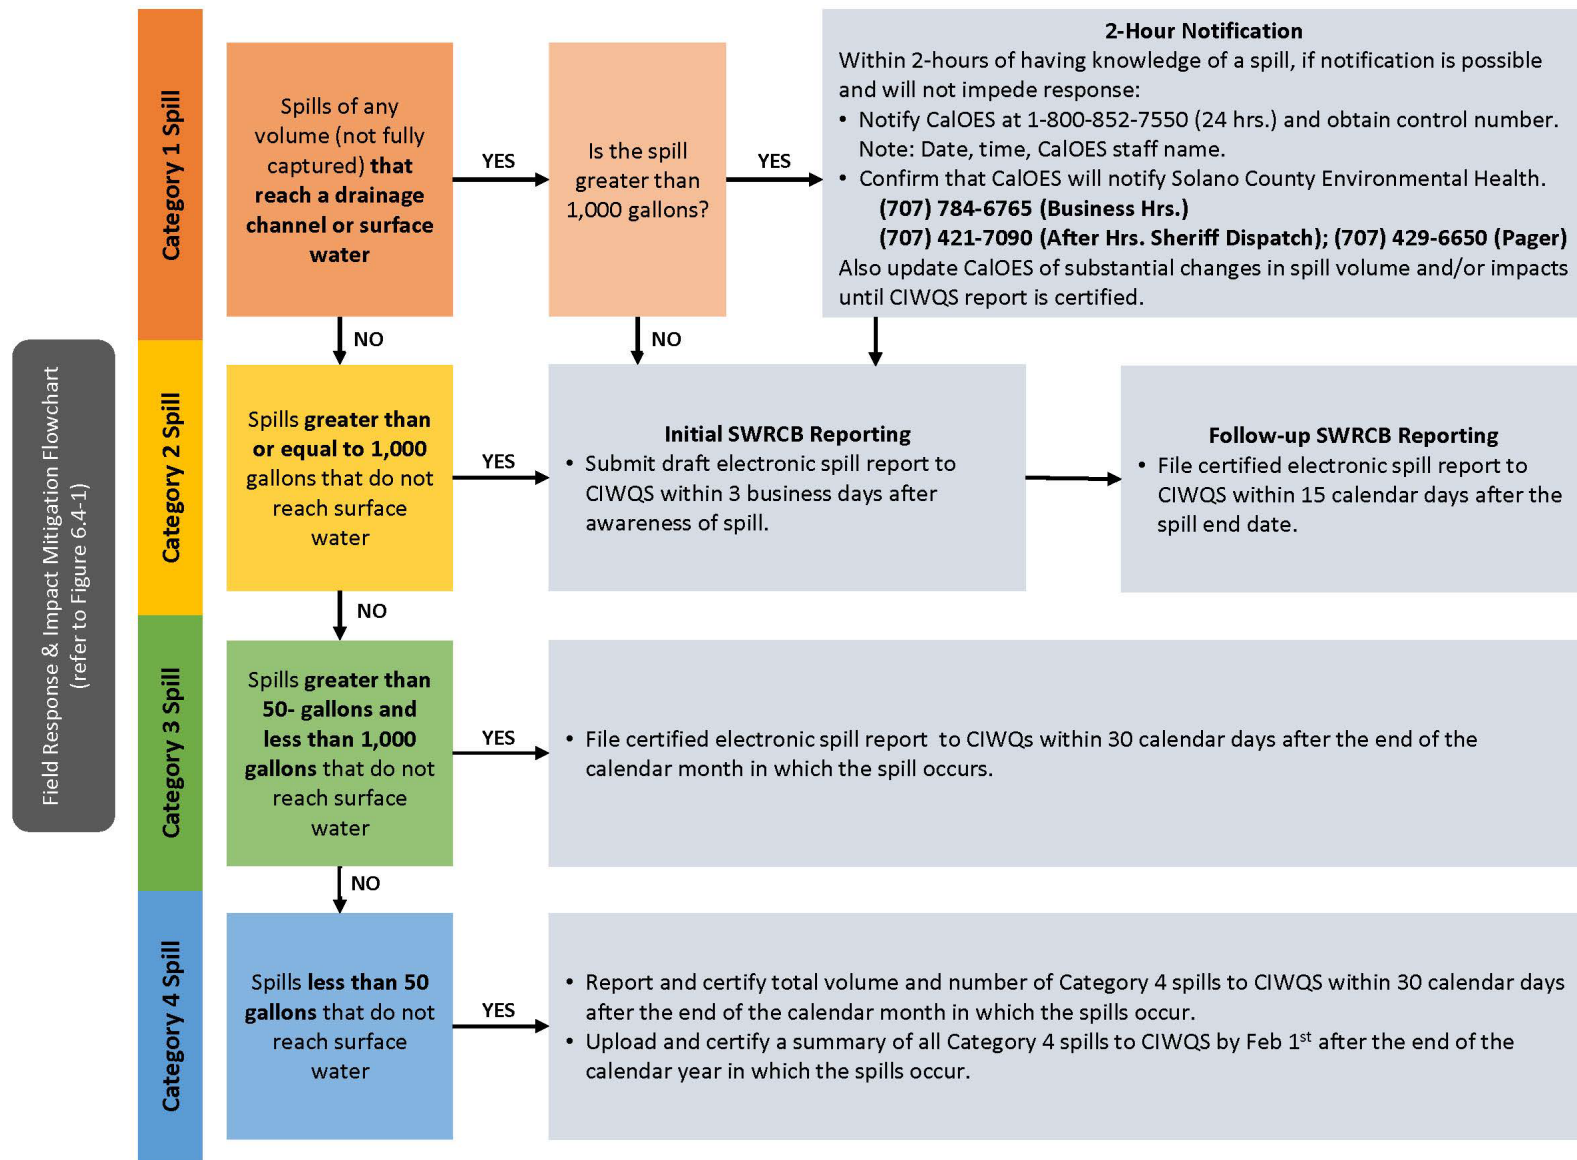 Field Response & Impact Mitigation Flowchart
(refer to Figure 6.4-1)
Category 1 Spill
Spills of any
volume (not fully
captured) that
reach a drainage
channel or surface
water
YES
Is the spill
greater than
1,000 gallons?
YES
2-Hour Notification
Within 2-hours of having knowledge of a spill, if notification is possible
and will not impede response:
• Notify CalOES at 1-800-852-7550 (24 hrs.) and obtain control number.
Note: Date, time, CalOES staff name.
• Confirm that CalOES will notify Solano County Environmental Health.
(707) 784-6765 (Business Hrs.)
(707) 421-7090 (After Hrs. Sheriff Dispatch); (707) 429-6650 (Pager)
Also update CalOES of substantial changes in spill volume and/or impacts
until CIWQS report is certified.
NO
NO
Category 2 Spill
Spills greater than
or equal to 1,000
gallons that do not
reach surface
water
YES
Initial SWRCB Reporting
• Submit draft electronic spill report to
CIWQS within 3 business days after
awareness of spill.
Follow-up SWRCB Reporting
• File certified electronic spill report to
CIWQS within 15 calendar days after the
spill end date.
NO
Category 3 Spill
Spills greater than
50- gallons and
less than 1,000
gallons that do not
reach surface
water
YES
• File certified electronic spill report to CIWQs within 30 calendar days after the end of the
calendar month in which the spill occurs.
NO
Category 4 Spill
Spills less than 50
gallons that do not
reach surface
water
YES
• Report and certify total volume and number of Category 4 spills to CIWQS within 30 calendar days
after the end of the calendar month in which the spills occur.
• Upload and certify a summary of all Category 4 spills to CIWQS by Feb 1st after the end of the
calendar year in which the spills occur.